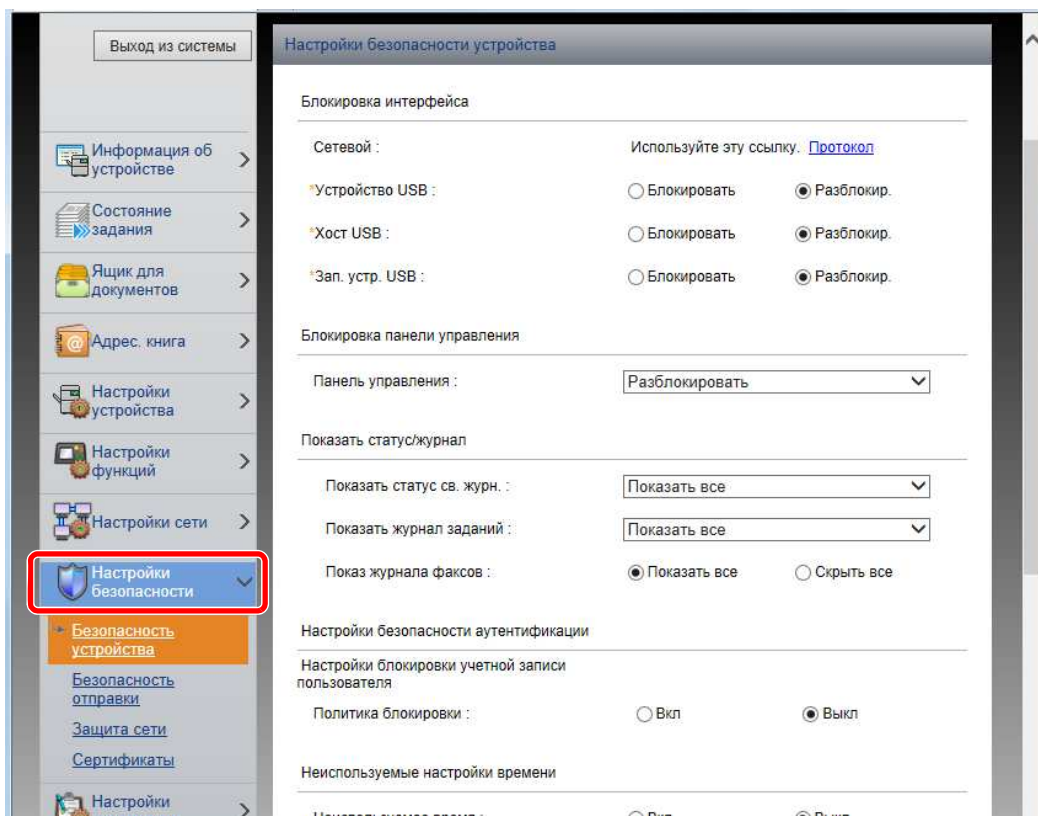 Выход из системы
Информация об
устройстве
Состояние
задания
Ящик для
документов
Адрес. книга
Настройки
устройства
Настройки
функций
Настройки сети
Настройки
безопасности
Безопасность
устройства
Безопасность
отправки
Защита сети
Сертификаты
Настройки
Настройки безопасности устройства
Блокировка интерфейса
Сетевой : Используйте эту ссылку. Протокол
*Устройство USB : Блокировать Разблокир.
*Хост USB : Блокировать Разблокир.
*Зап. устр. USB : Блокировать Разблокир.
Блокировка панели управления
Панель управления : Разблокировать
Показать статус/журнал
Показать статус св. журн. : Показать все
Показать журнал заданий : Показать все
Показ журнала факсов : Показать все Скрыть все
Настройки безопасности аутентификации
Настройки блокировки учетной записи
пользователя
Политика блокировки : Вкл Выкл
Неиспользуемые настройки времени
Неиспользуемое время : Вкл Выкл